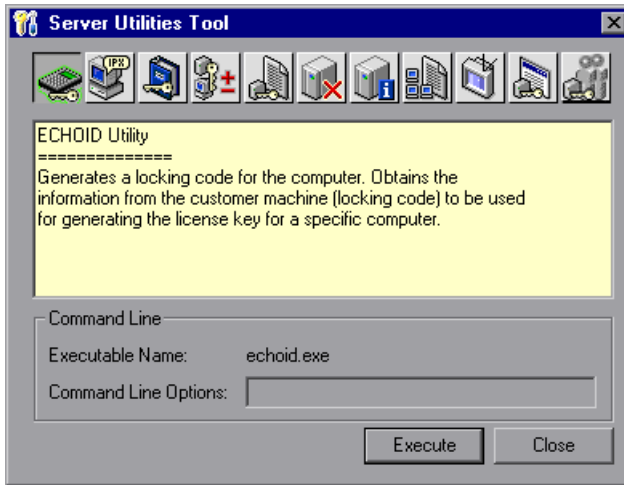 Server Utilities Tool
IPX
ECHOID Utility
==============
Generates a locking code for the computer. Obtains the
information from the customer machine (locking code) to be used
for generating the license key for a specific computer.
Command Line
Executable Name: echoid.exe
Command Line Options:
Execute Close